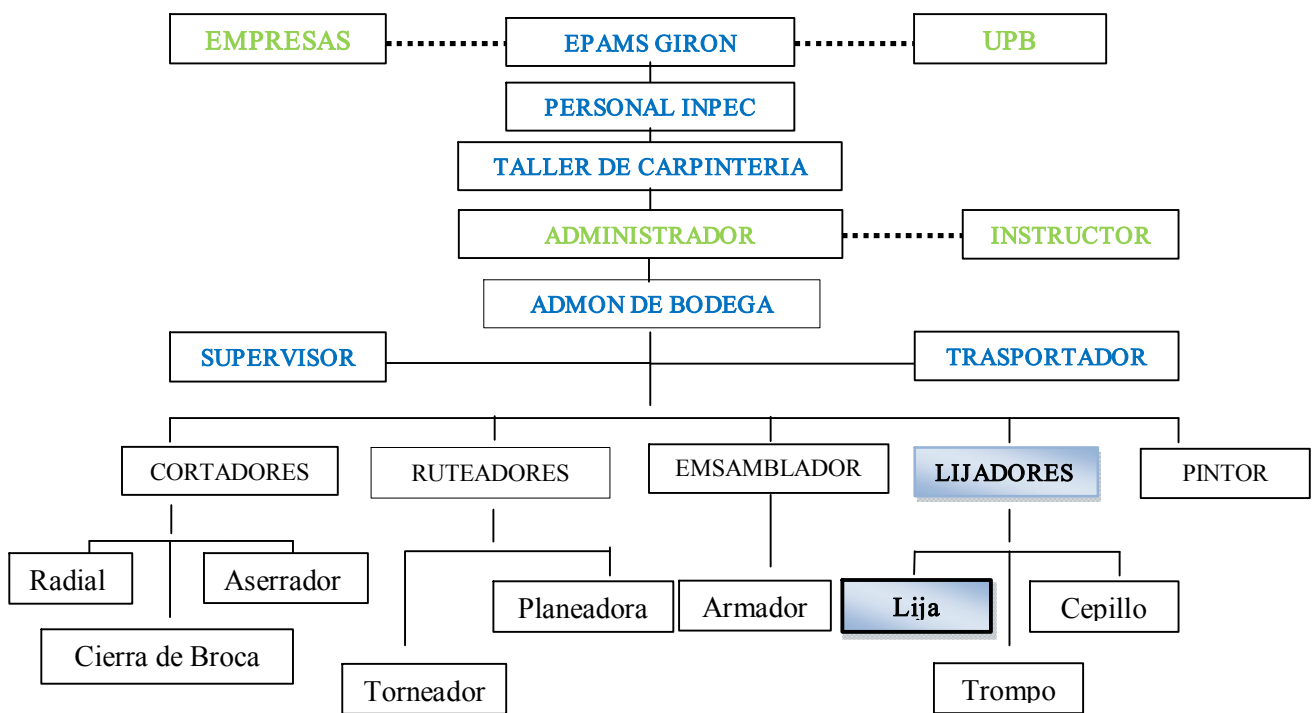 EMPRESAS
EPAMS GIRON
UPB
PERSONAL INPEC
TALLER DE CARPINTERIA
ADMINISTRADOR
INSTRUCTOR
ADMON DE BODEGA
SUPERVISOR
TRASPORTADOR
CORTADORES
RUTEADORES
EMSAMBLADOR
LIJADORES
PINTOR
Radial
Aserrador
Planeadora
Armador
Lija
Cepillo
Cierra de Broca
Torneador
Trompo